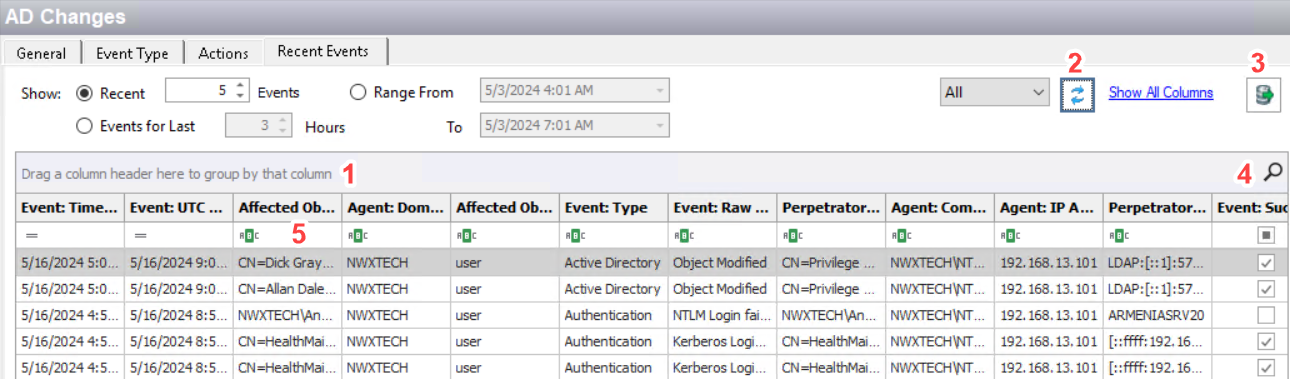 AD Changes
General Event Type Actions Recent Events
2 3
Show: Recent 5 Events Range From 5/3/2024 4:01 AM All Show All Columns
Events for Last 3 Hours To 5/3/2024 7:01 AM
Drag a column header here to group by that column 1 4
Event: Time... Event: UTC ... Affected Ob... Agent: Dom... Affected Ob... Event: Type Event: Raw ... Perpetrator... Agent: Com... Agent: IP A... Perpetrator... Event: Suc
= = ABC 5 ABC ABC ABC ABC ABC ABC ABC ABC
5/16/2024 5:0... 5/16/2024 9:0... CN=Dick Gray... NWXTECH user Active Directory Object Modified CN=Privilege ... NWXTECH\NT... 192.168.13.101 LDAP:[::1]:57...
5/16/2024 5:0... 5/16/2024 9:0... CN=Allan Dale... NWXTECH user Active Directory Object Modified CN=Privilege ... NWXTECH\NT... 192.168.13.101 LDAP:[::1]:57...
5/16/2024 4:5... 5/16/2024 8:5... NWXTECH\An... NWXTECH user Authentication NTLM Login fai... NWXTECH\An... NWXTECH\NT... 192.168.13.101 ARMENIASRV20
5/16/2024 4:5... 5/16/2024 8:5... CN=HealthMai... NWXTECH user Authentication Kerberos Logi... CN=HealthMai... NWXTECH\NT... 192.168.13.101 [::ffff:192.16...
5/16/2024 4:5... 5/16/2024 8:5... CN=HealthMai... NWXTECH user Authentication Kerberos Logi... CN=HealthMai... NWXTECH\NT... 192.168.13.101 [::ffff:192.16...